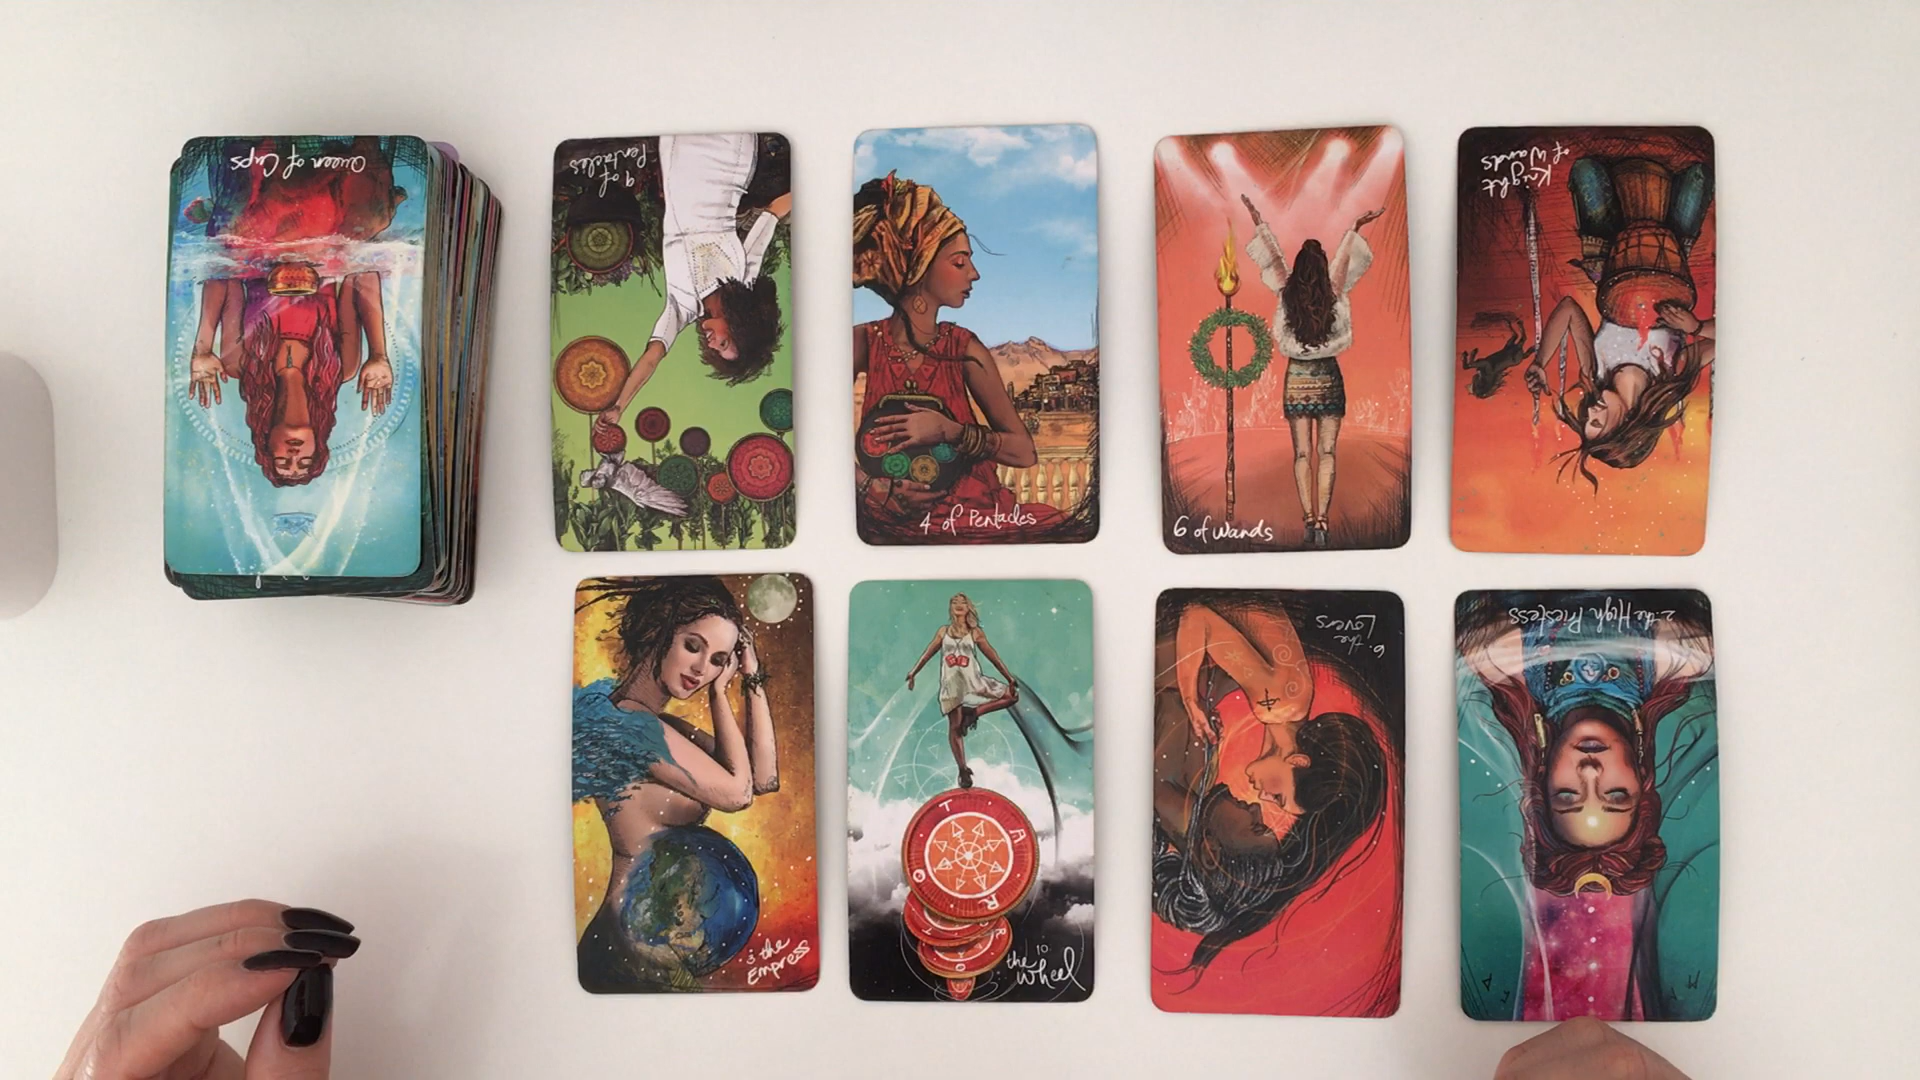 Queen of Cups
9 of
Pentacles
4 of Pentacles
6 of Wands
Knight
of Wands
3 the
Empress
T A R O
10
the
Wheel
6. the
Lovers
2. the High Priestess